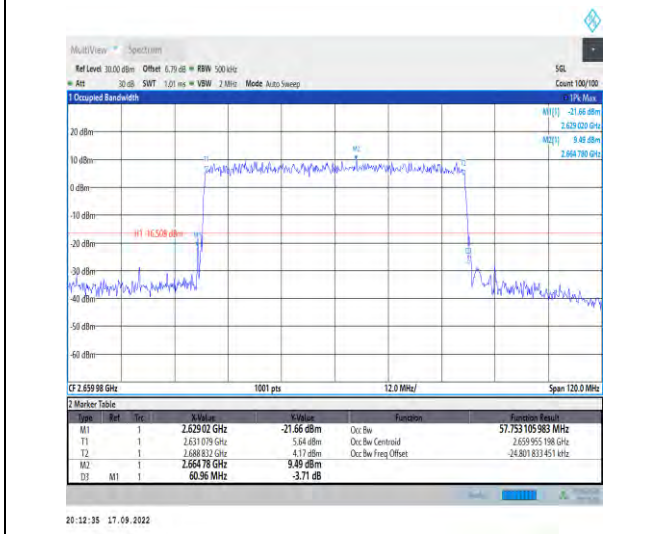 MultiView Spectrum
Ref Level 30.00 dBm Offset 6.79 dB RBW 500 kHz SGL
Att 30 dB SWT 1.01 ms VBW 2 MHz Mode Auto Sweep Count 100/100
1 Occupied Bandwidth 1Pk Max
M1[1] -21.66 dBm
2.629 020 GHz
M2[1] 9.49 dBm
2.664 780 GHz
20 dBm
M2
10 dBm
0 dBm
-10 dBm
H1 -16.508 dBm
-20 dBm
-30 dBm
-40 dBm
-50 dBm
-60 dBm
CF 2.659 98 GHz 1001 pts 12.0 MHz/ Span 120.0 MHz
2 Marker Table
Type Ref Trc X-Value Y-Value Function Function Result
M1 1 2.629 02 GHz -21.66 dBm Occ Bw 57.753 105 983 MHz
T1 1 2.631 079 GHz 5.64 dBm Occ Bw Centroid 2.659 955 198 GHz
T2 1 2.688 832 GHz 4.17 dBm Occ Bw Freq Offset -24.801 833 451 kHz
M2 1 2.664 78 GHz 9.49 dBm
D3 M1 1 60.96 MHz -3.71 dB
20:12:35 17.09.2022